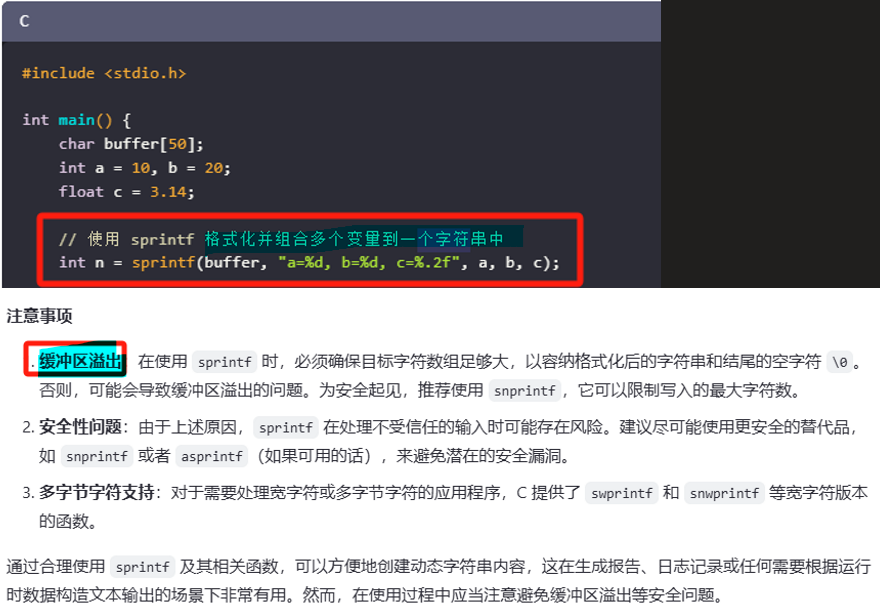 C
#include <stdio.h>
int main() {
char buffer[50];
int a = 10, b = 20;
float c = 3.14;
// 使用 sprintf 格式化并组合多个变量到一个字符串中
int n = sprintf(buffer, "a=%d, b=%d, c=%.2f", a, b, c);
注意事项
. 缓冲区溢出：在使用 sprintf 时，必须确保目标字符数组足够大，以容纳格式化后的字符串和结尾的空字符 \0 。
否则，可能会导致缓冲区溢出的问题。为安全起见，推荐使用 snprintf，它可以限制写入的最大字符数。
2. 安全性问题：由于上述原因， sprintf 在处理不受信任的输入时可能存在风险。建议尽可能使用更安全的替代品，
如 snprintf 或者 asprintf （如果可用的话），来避免潜在的安全漏洞。
3. 多字节字符支持：对于需要处理宽字符或多字节字符的应用程序，C 提供了 swprintf 和 snwprintf 等宽字符版本
的函数。
通过合理使用 sprintf 及其相关函数，可以方便地创建动态字符串内容，这在生成报告、日志记录或任何需要根据运行
时数据构造文本输出的场景下非常有用。然而，在使用过程中应当注意避免缓冲区溢出等安全问题。